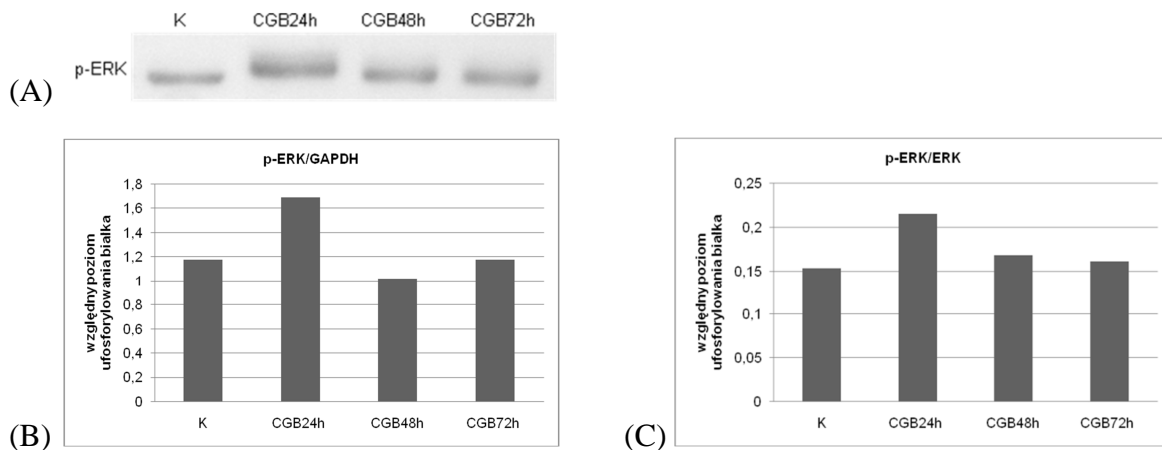 K CGB24h CGB48h CGB72h
p-ERK
(A)
p-ERK/GAPDH
względny poziom
ufosforylowania białka
1,8
1,6
1,4
1,2
1
0,8
0,6
0,4
0,2
0
K CGB24h CGB48h CGB72h
(B)
p-ERK/ERK
względny poziom
ufosforylowania białka
0,25
0,2
0,15
0,1
0,05
0
K CGB24h CGB48h CGB72h
(C)